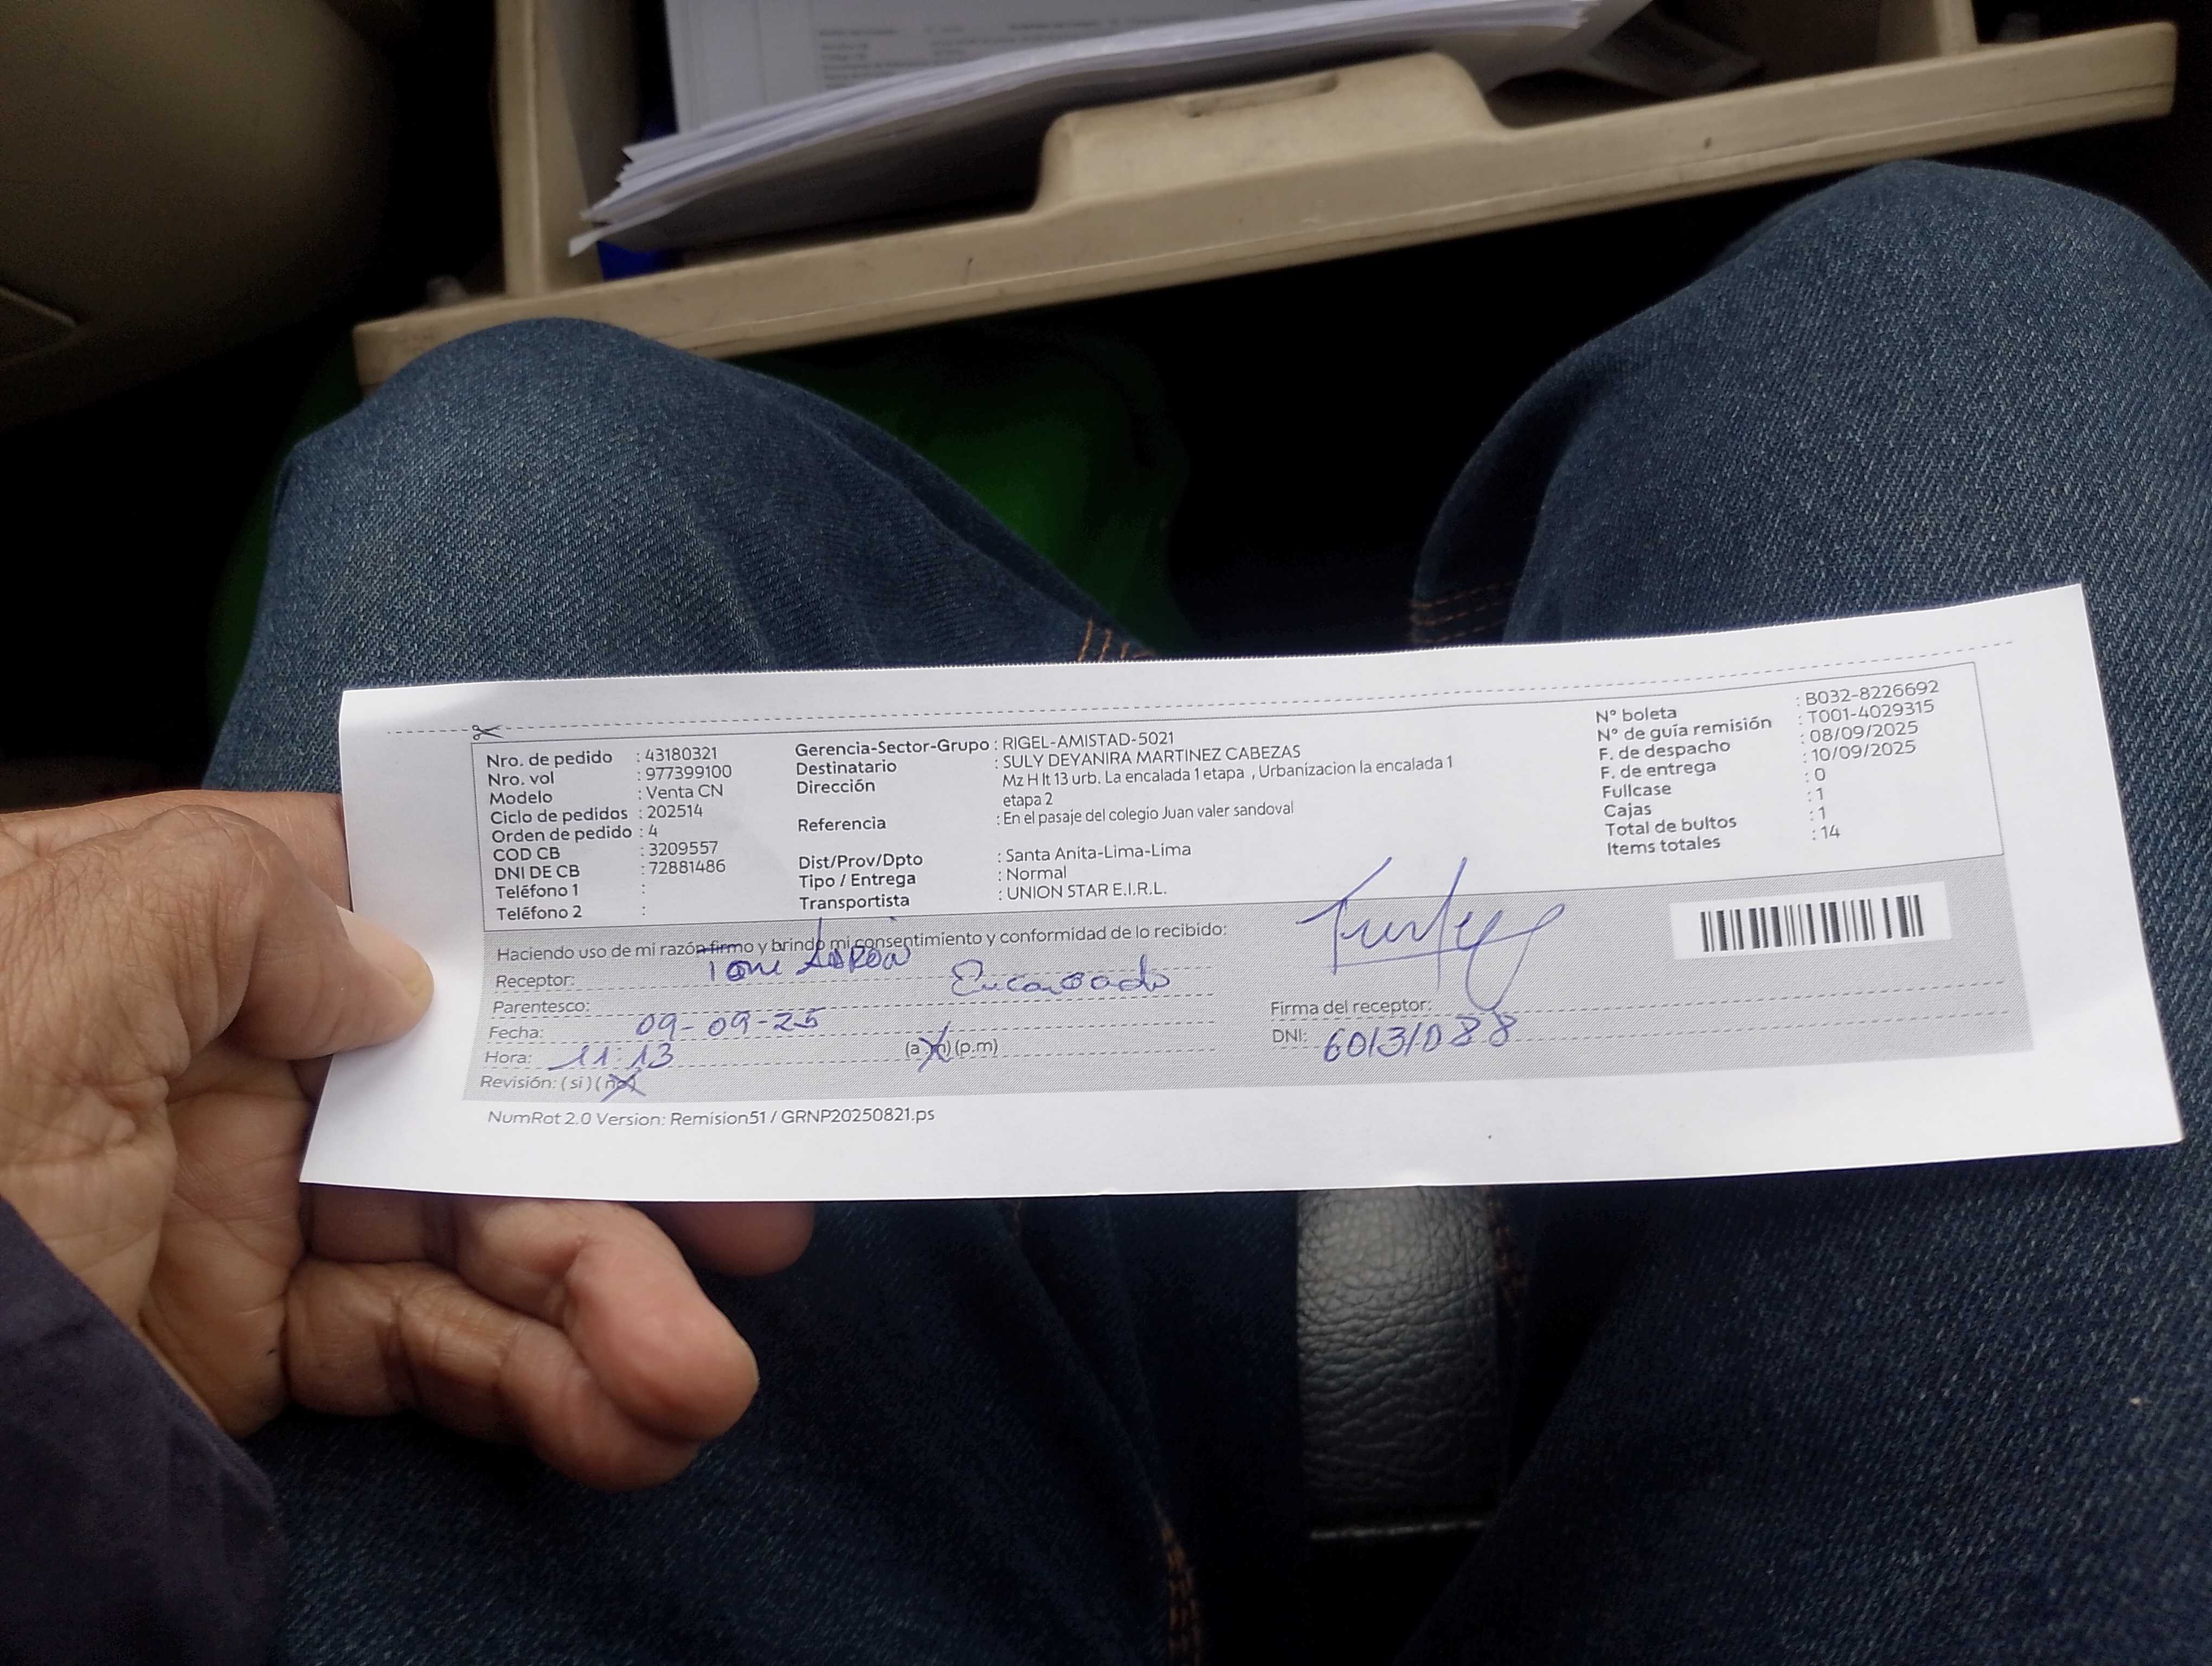 Nro. de pedido : 43180321
Nro. vol : 977399100
Modelo : Venta CN
Ciclo de pedidos : 202514
Orden de pedido : 4
COD CB : 3209557
DNI DE CB : 72881486
Teléfono 1 :
Teléfono 2 :
Gerencia-Sector-Grupo : RIGEL-AMISTAD-5021
Destinatario : SULY DEYANIRA MARTINEZ CABEZAS
Dirección Mz H lt 13 urb. La encalada 1 etapa , Urbanizacion la encalada 1
etapa 2
Referencia : En el pasaje del colegio Juan valer sandoval
Dist/Prov/Dpto : Santa Anita-Lima-Lima
Tipo / Entrega : Normal
Transportista : UNION STAR E.I.R.L.
N° boleta : B032-8226692
N° de guía remisión : T001-4029315
F. de despacho : 08/09/2025
F. de entrega : 10/09/2025
Fullcase : 0
Cajas : 1
Total de bultos : 1
Items totales : 14
Haciendo uso de mi razón firmo y brindo mi consentimiento y conformidad de lo recibido:
Receptor:
Parentesco: Encargado
Fecha: 09-09-25
Hora: 11:13 (a.m) (p.m)
Revisión: (si) (no)
Firma del receptor:
DNI:
NumRot 2.0 Version: Remision51 / GRNP20250821.ps